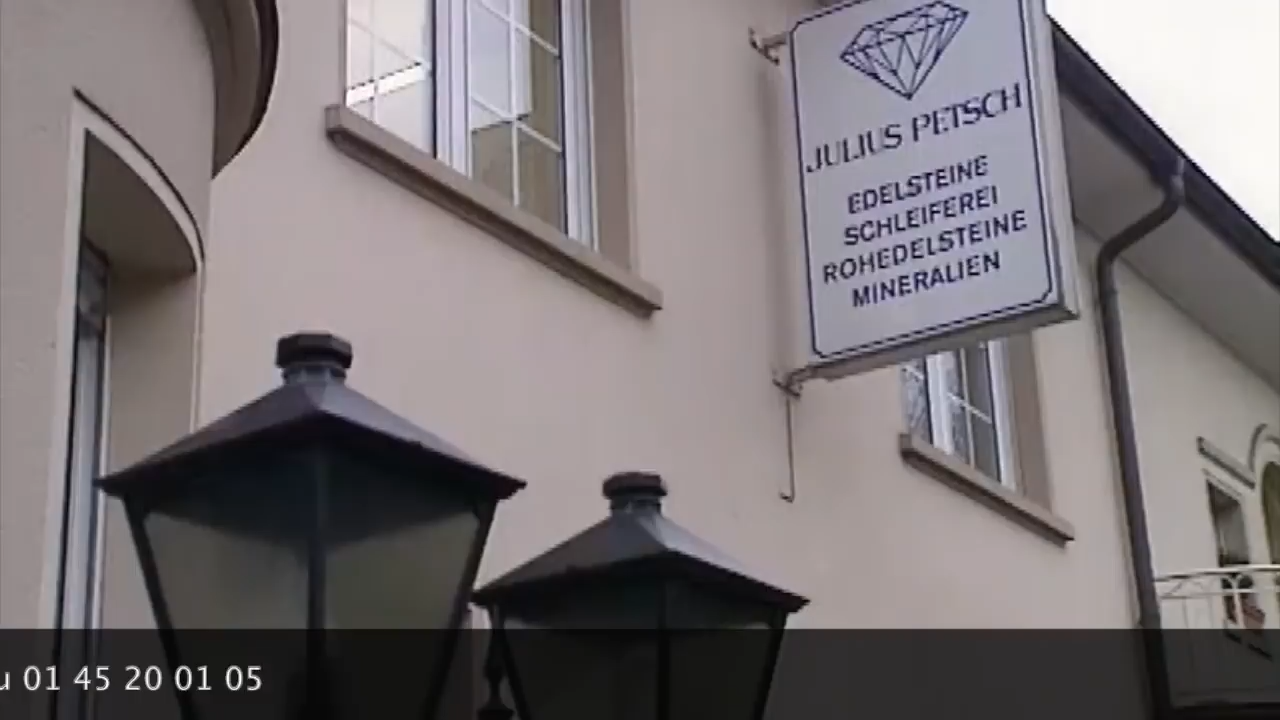 JULIUS PETSCH
EDELSTEINE
SCHLEIFEREI
ROHEDELSTEINE
MINERALIEN
u 01 45 20 01 05